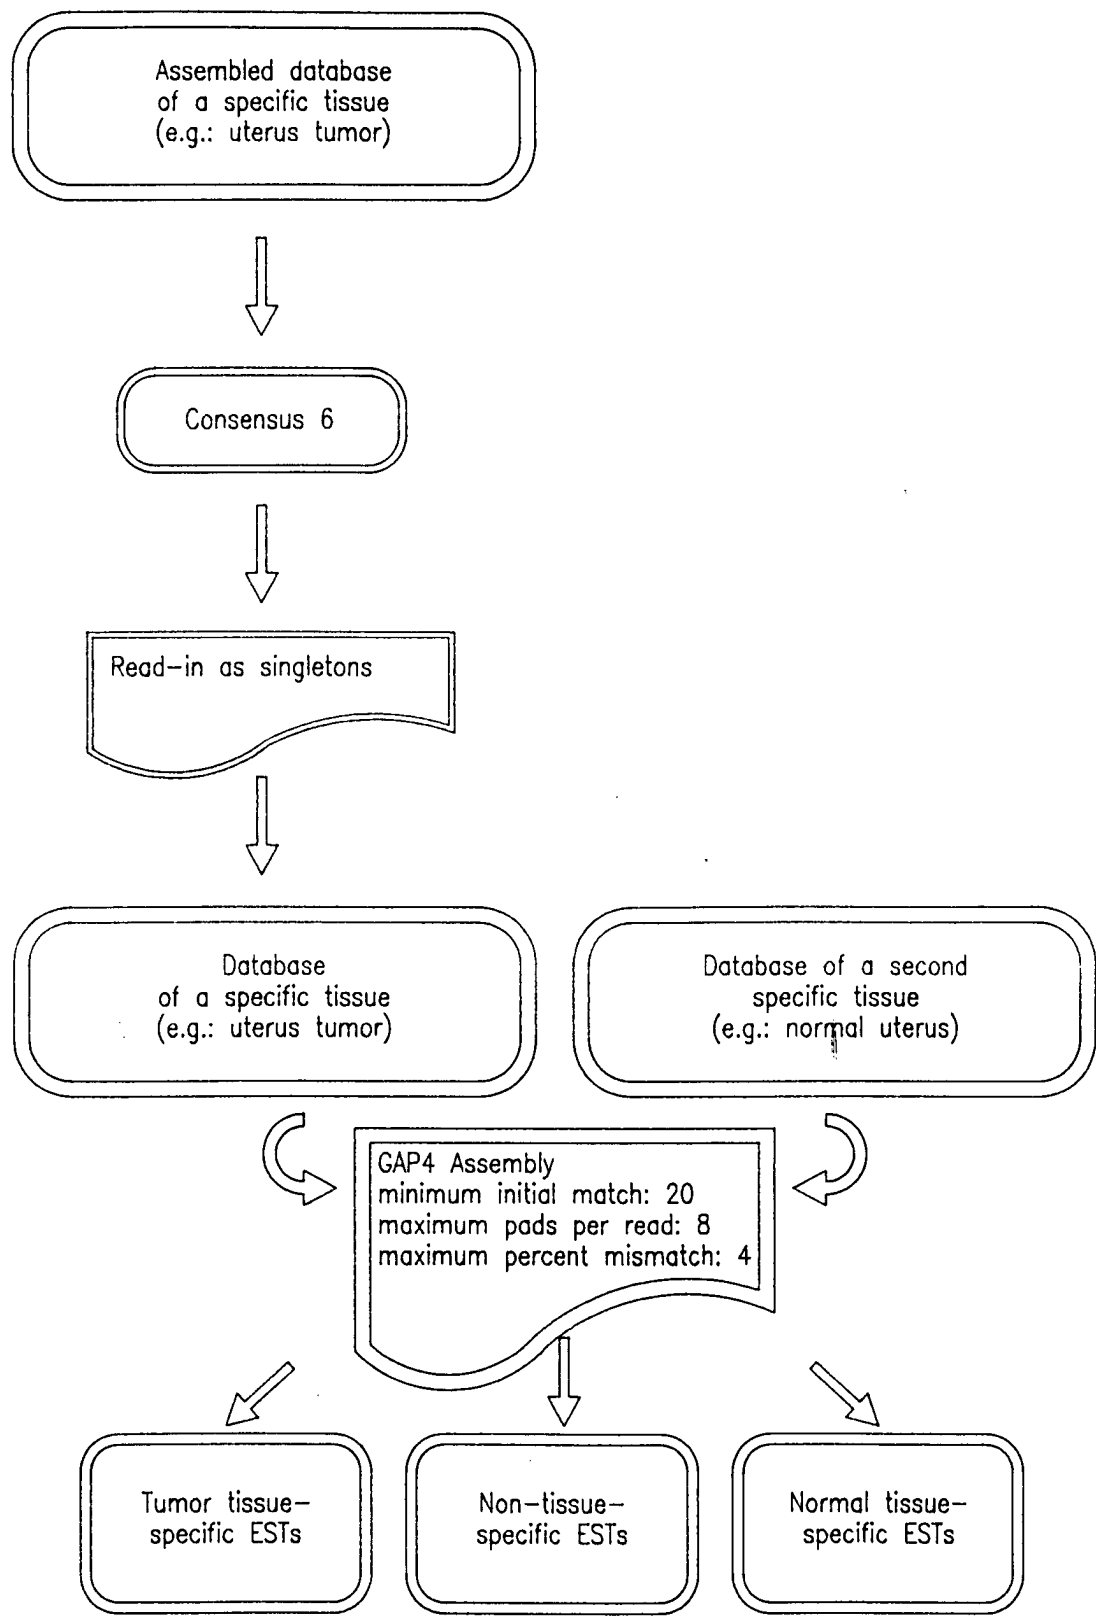 Assembled database
of a specific tissue
(e.g.: uterus tumor)
Consensus 6
Read-in as singletons
Database
of a specific tissue
(e.g.: uterus tumor)
Database of a second
specific tissue
(e.g.: normal uterus)
GAP4 Assembly
minimum initial match: 20
maximum pads per read: 8
maximum percent mismatch: 4
Tumor tissue-
specific ESTs
Non-tissue-
specific ESTs
Normal tissue-
specific ESTs